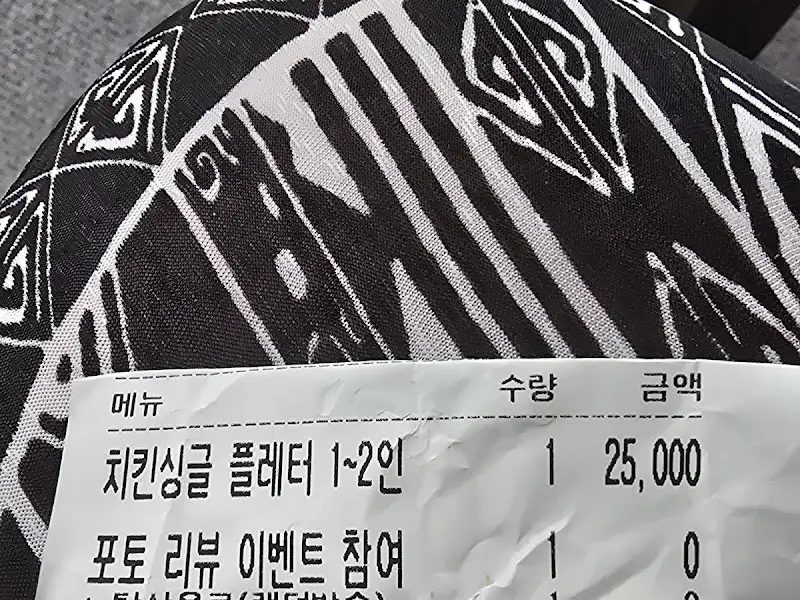 메뉴 수량 금액
치킨싱글 플레터 1~2인 1 25,000
포토 리뷰 이벤트 참여 1 0